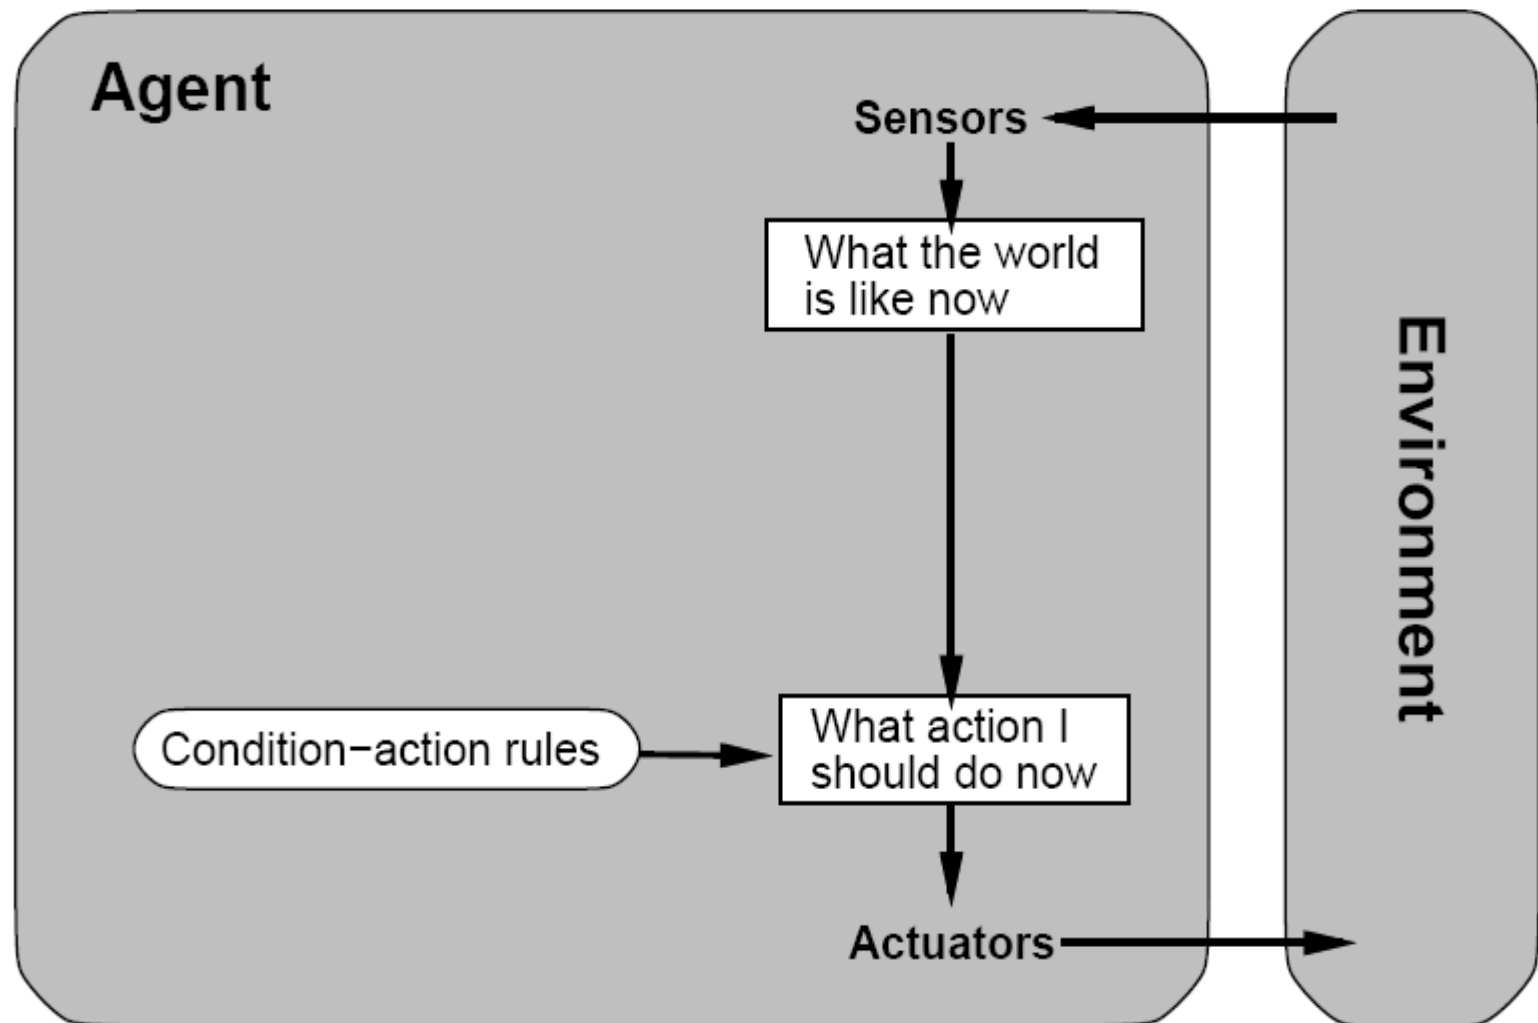 Agent
Sensors
What the world
is like now
Environment
Condition−action rules
What action I
should do now
Actuators